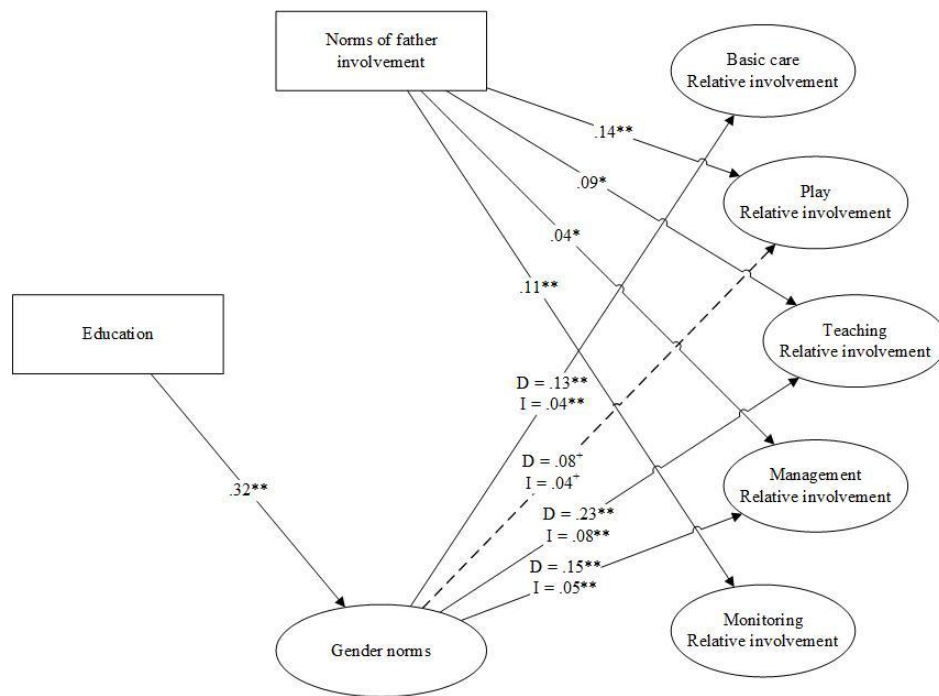 Norms of father
involvement
Basic care
Relative involvement
.14**
Play
Relative involvement
.09*
.04*
.11**
Education
Teaching
Relative involvement
D = .13**
I = .04**
D = .08⁺
I = .04⁺
Management
Relative involvement
.32**
D = .23**
I = .08**
D = .15**
I = .05**
Monitoring
Relative involvement
Gender norms